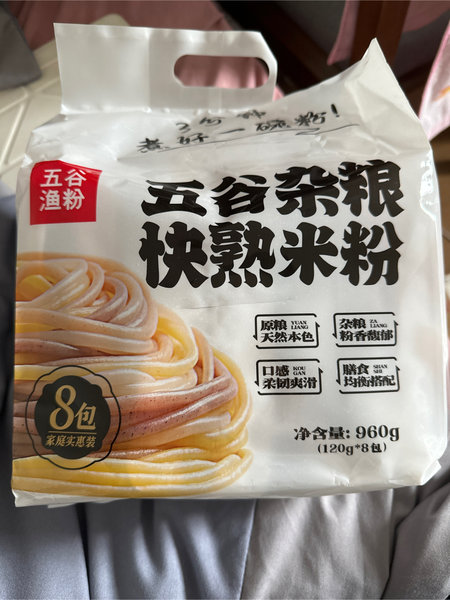 煮好一碗粉!
五谷
渔粉
五谷杂粮
快熟米粉
原粮 YUAN LIANG
天然本色
杂粮 ZA LIANG
粉香馥郁
口感 KOU GAN
柔韧爽滑
膳食 SHAN SHI
均衡搭配
8包
家庭实惠装
净含量: 960g
(120g*8包)